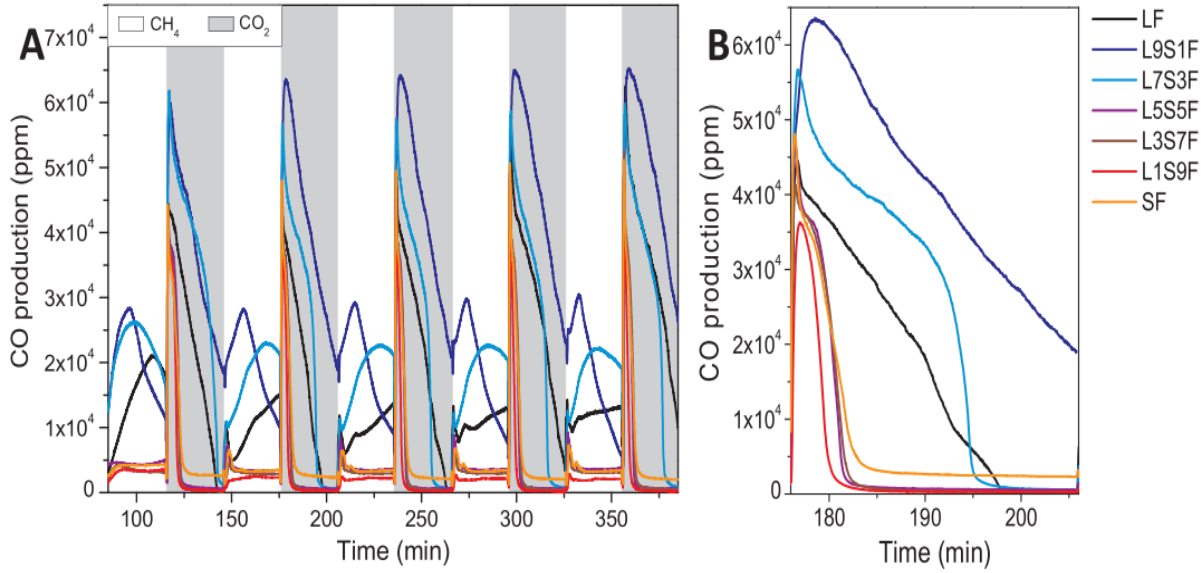 A
CH4
CO2
CO production (ppm)
7x10^4
6x10^4
5x10^4
4x10^4
3x10^4
2x10^4
1x10^4
0
100 150 200 250 300 350
Time (min)
B
CO production (ppm)
6x10^4
5x10^4
4x10^4
3x10^4
2x10^4
1x10^4
0
180 190 200
Time (min)
LF
L9S1F
L7S3F
L5S5F
L3S7F
L1S9F
SF